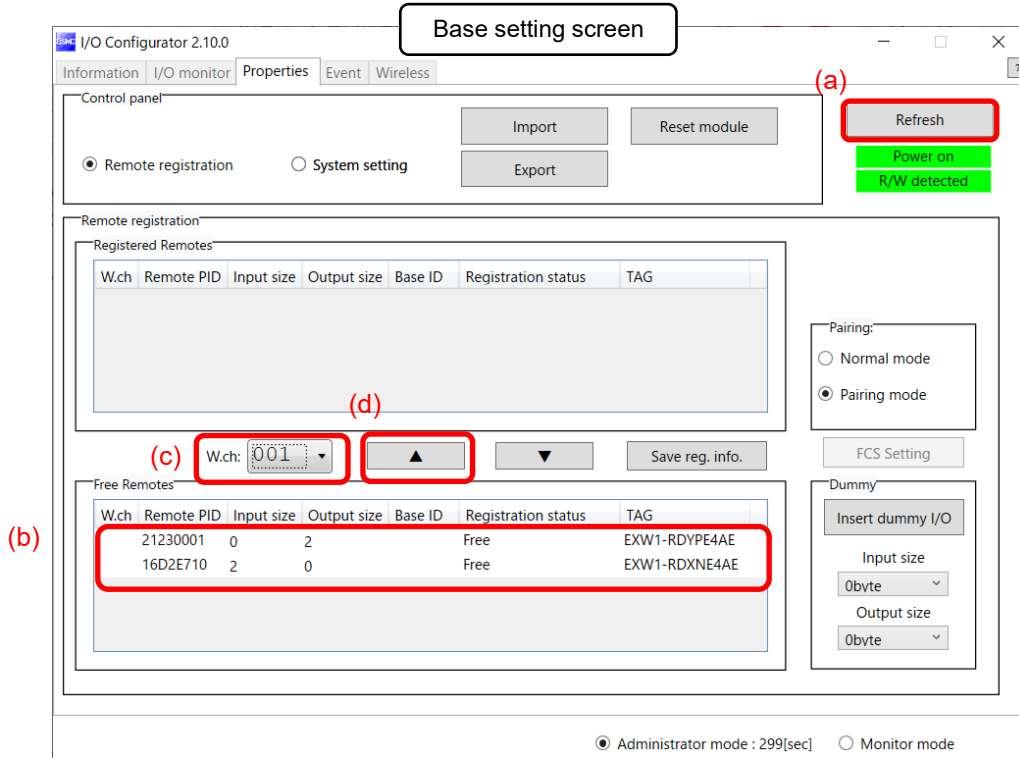 Base setting screen
SMC I/O Configurator 2.10.0
Information I/O monitor Properties Event Wireless ?
(a)
Control panel
Import Reset module Refresh
Remote registration System setting Export
Power on
R/W detected
Remote registration
Registered Remotes
W.ch Remote PID Input size Output size Base ID Registration status TAG
Pairing:
Normal mode
Pairing mode
(d)
(c) W.ch: 001 ▼ ▲ ▼ Save reg. info. FCS Setting
Free Remotes
W.ch Remote PID Input size Output size Base ID Registration status TAG
(b)
21230001 0 2 Free EXW1-RDYPE4AE
16D2E710 2 0 Free EXW1-RDXNE4AE
Dummy
Insert dummy I/O
Input size
0byte
Output size
0byte
Administrator mode : 299[sec] Monitor mode